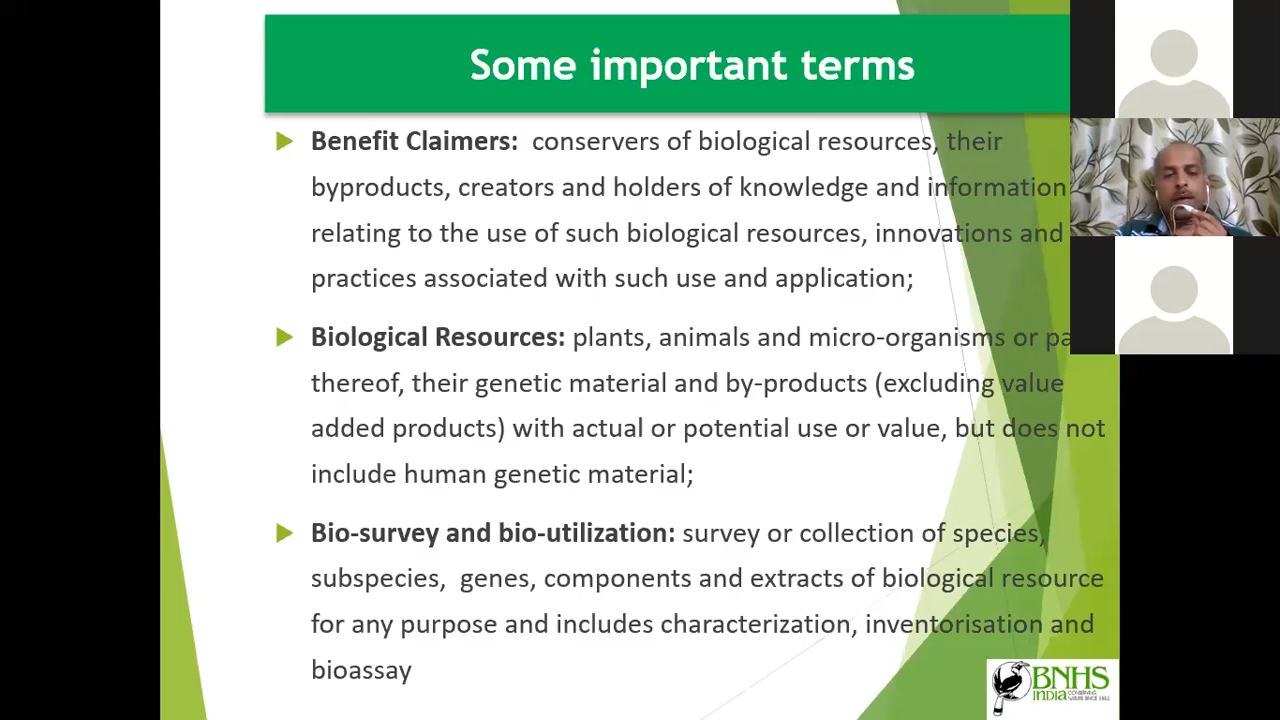 Some important terms
Benefit Claimers: conservers of biological resources, their
byproducts, creators and holders of knowledge and information
relating to the use of such biological resources, innovations and
practices associated with such use and application;
Biological Resources: plants, animals and micro-organisms or
thereof, their genetic material and by-products (excluding value
added products) with actual or potential use or value, but does not
include human genetic material;
Bio-survey and bio-utilization: survey or collection of species,
subspecies, genes, components and extracts of biological resource
for any purpose and includes characterization, inventorisation and
bioassay
BNHS
INDIA
CONSERVING
NATURE SINCE 1883